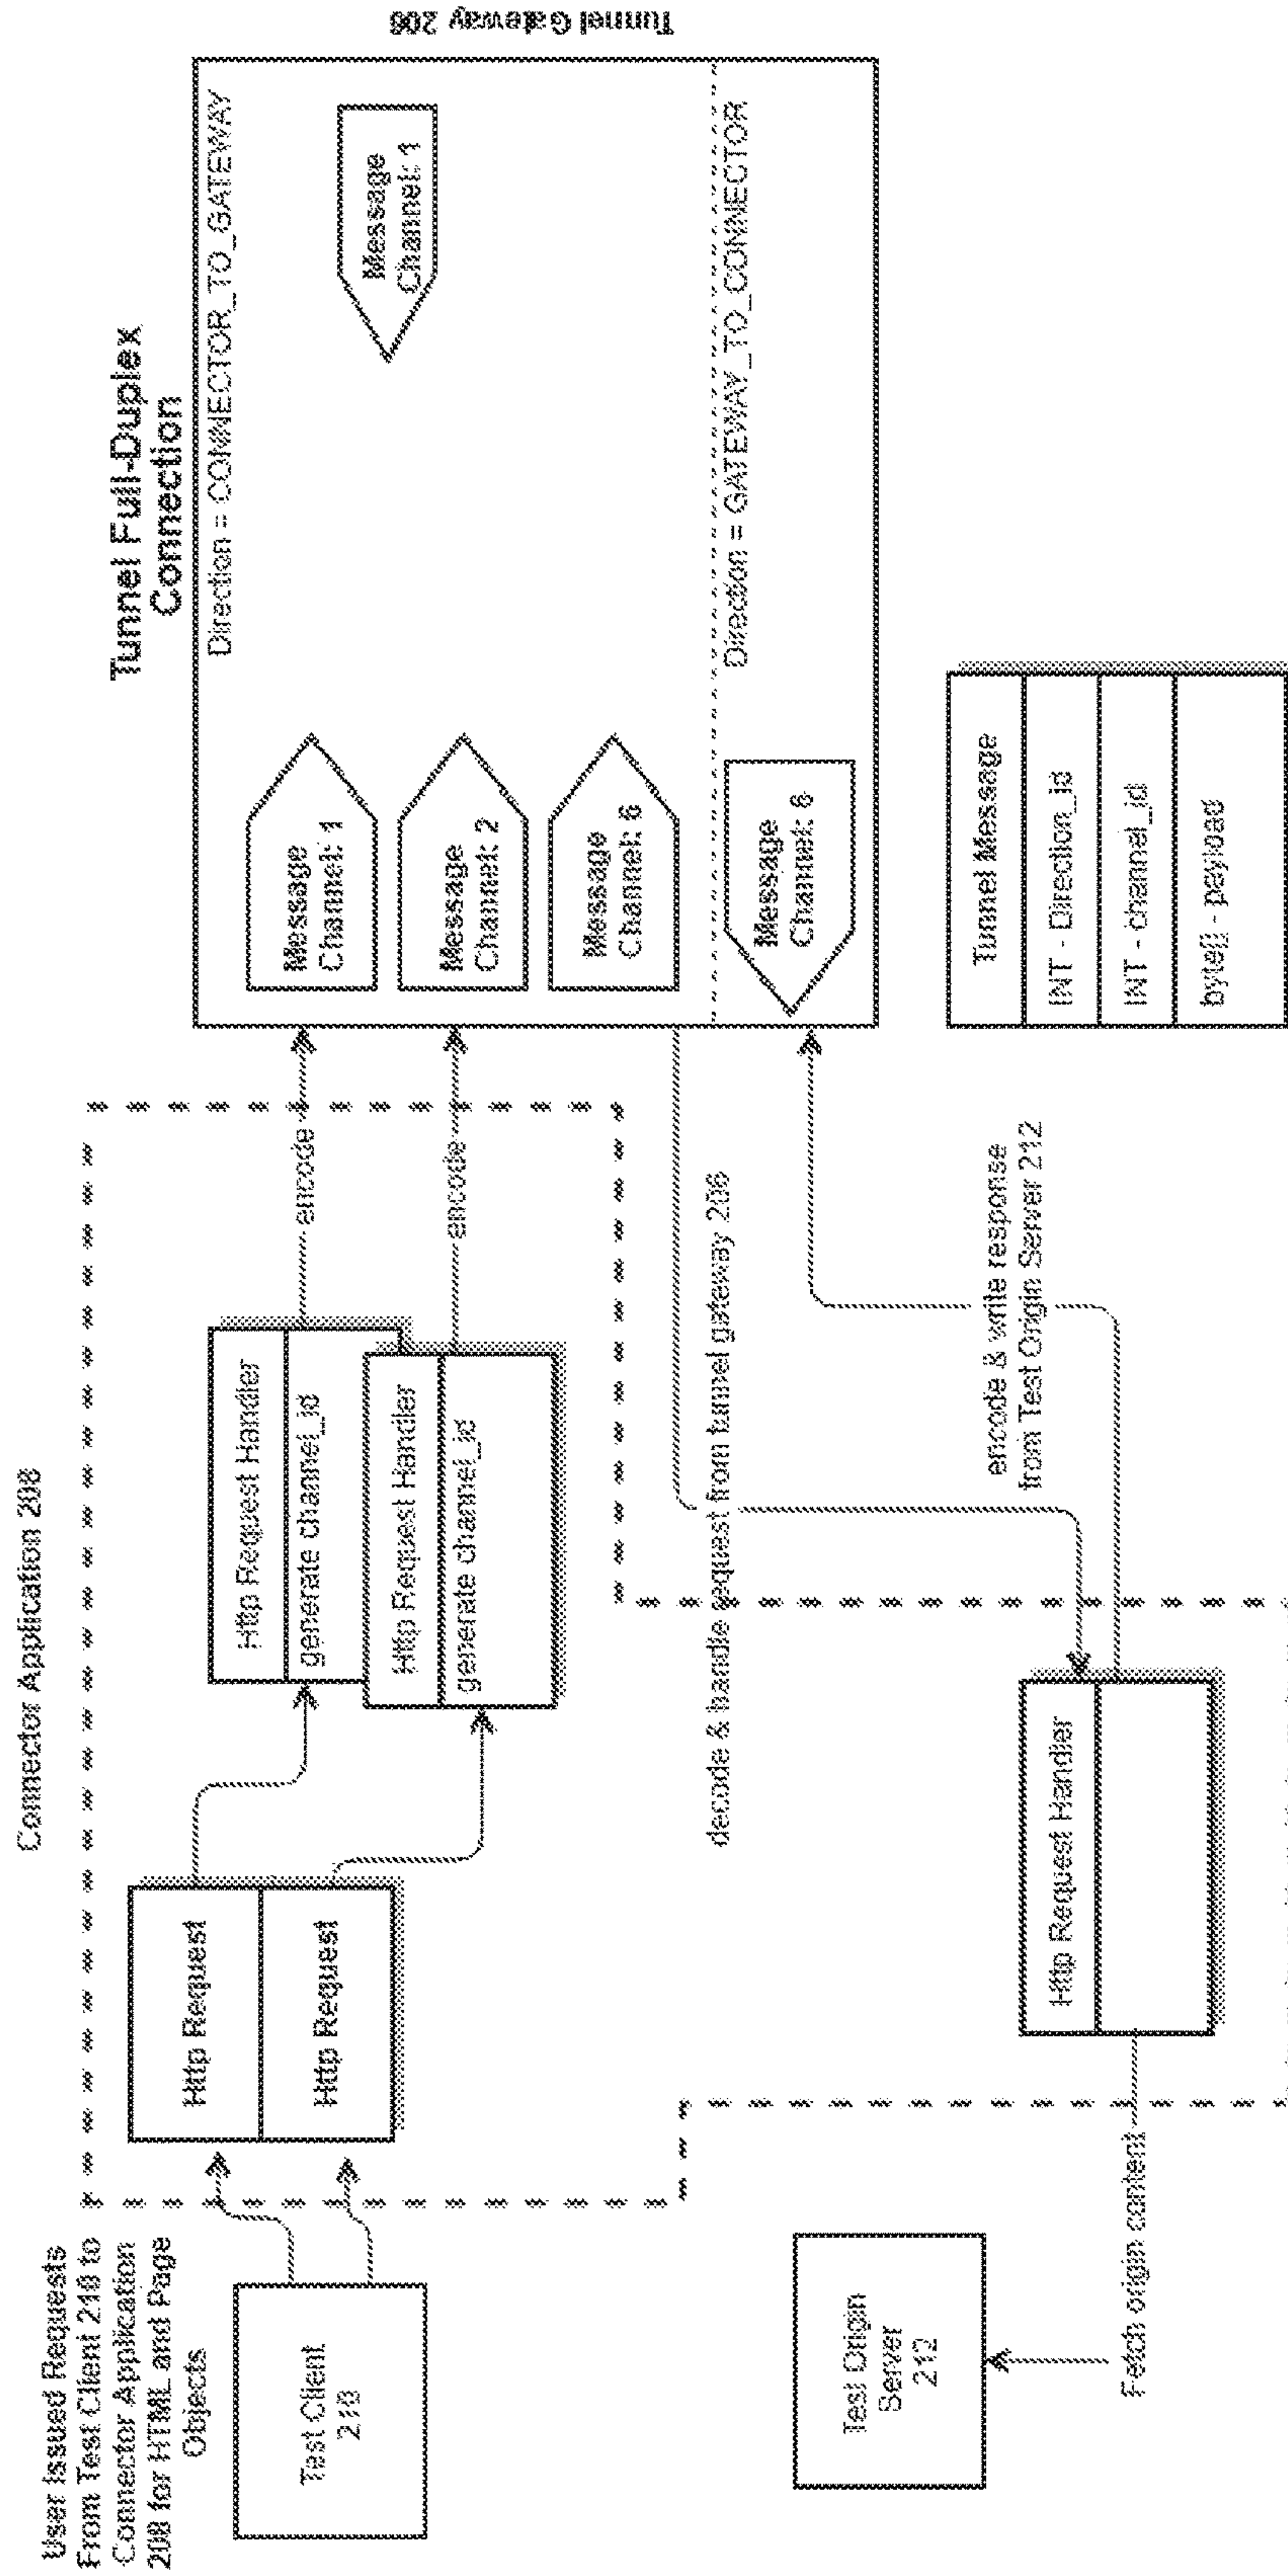 Connector Application 208
User issued Requests
From Test Client 218 to
Connector Application
208 for HTML and Page
Objects
Test Client
218
Http Request
Http Request
Http Request Handler
generate channel_id
Http Request Handler
generate channel_id
encode
encode
Tunnel Full-Duplex
Connection
Direction = CONNECTOR_TO_GATEWAY
Message
Channel: 1
Message
Channel: 2
Message
Channel: 6
Message
Channel: 1
Direction = GATEWAY_TO_CONNECTOR
Message
Channel: 6
Tunnel Gateway 206
decode & handle request from tunnel gateway 206
encode & write response
from Test Origin Server 212
Http Request Handler
Fetch origin content
Test Origin
Server
212
Tunnel Message
INT - Direction_id
INT - channel_id
byte[] - payload